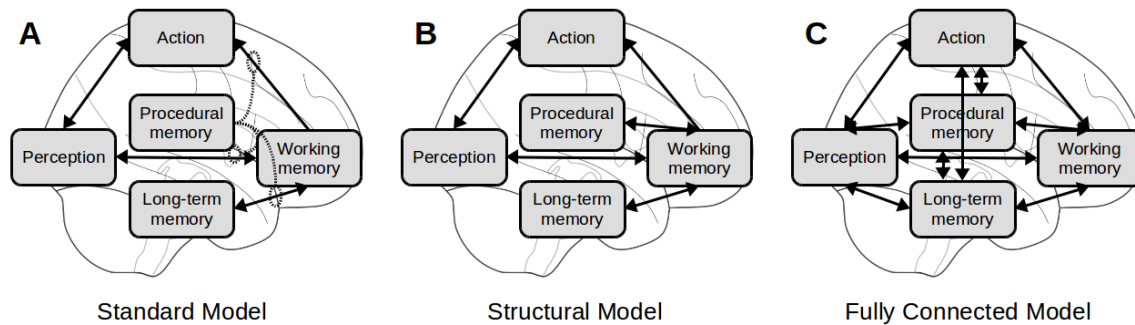 A
Action
Procedural
memory
Perception
Working
memory
Long-term
memory
Standard Model
B
Action
Procedural
memory
Perception
Working
memory
Long-term
memory
Structural Model
C
Action
Procedural
memory
Perception
Working
memory
Long-term
memory
Fully Connected Model